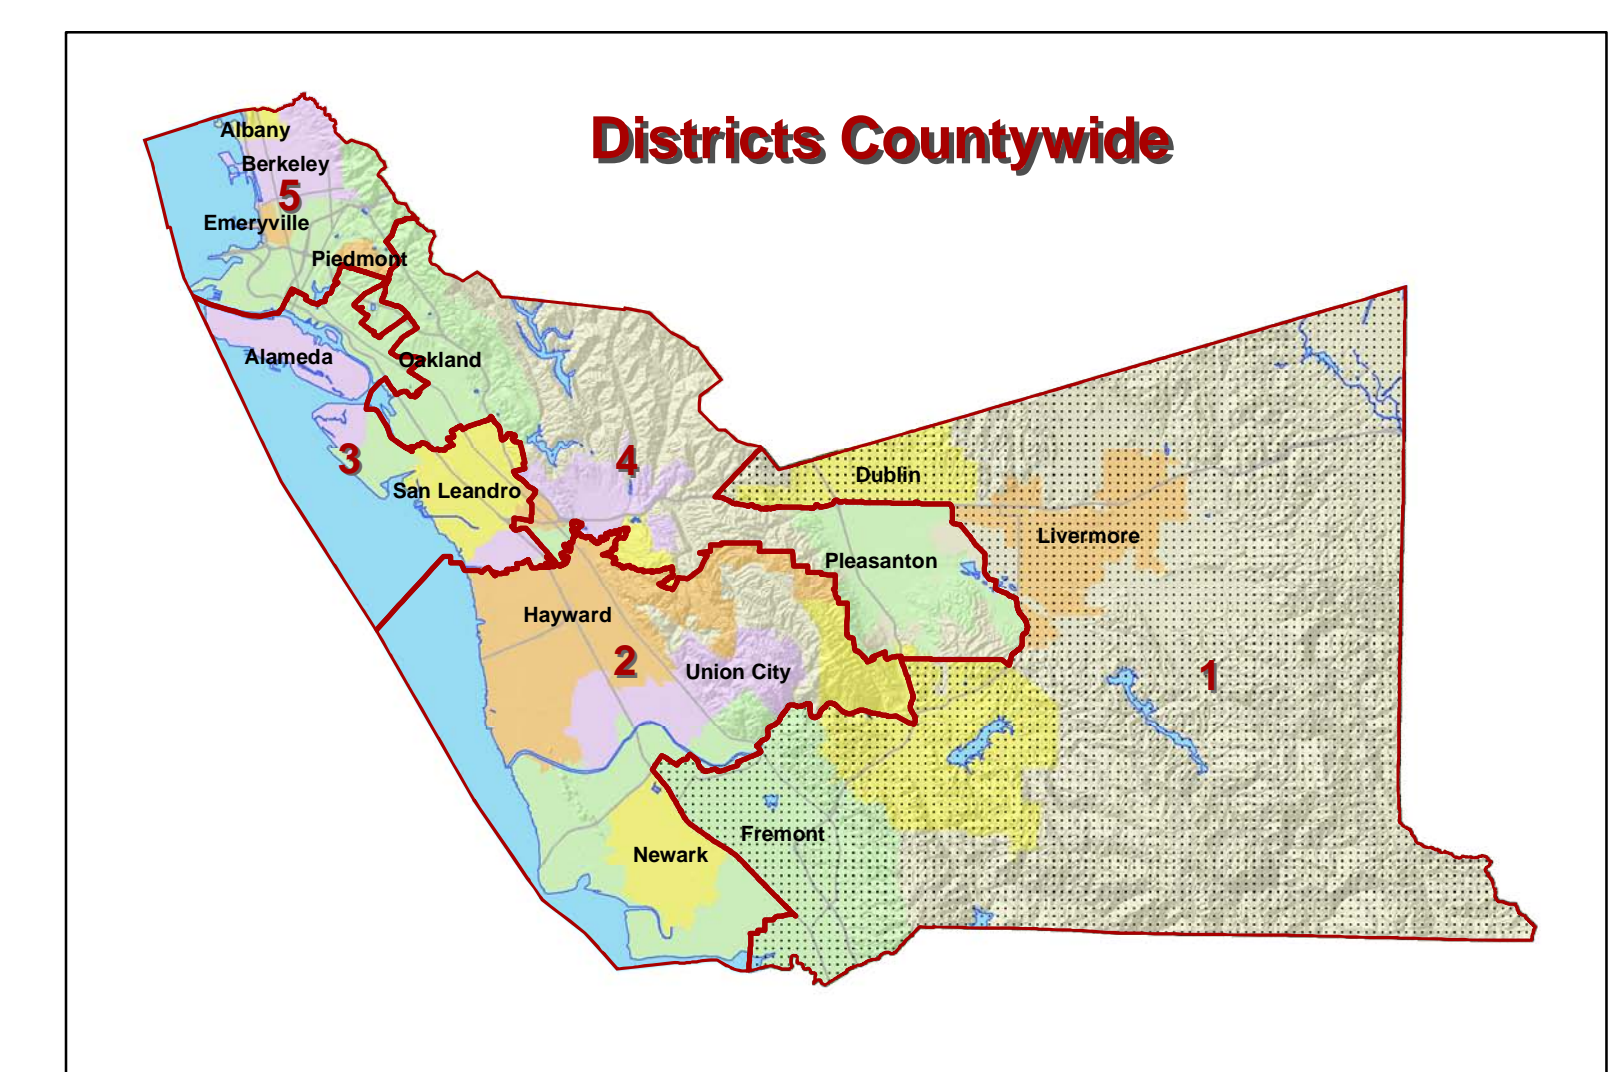 Districts Countywide
Albany
Berkeley
5
Emeryville
Piedmont
Alameda
Oakland
3
4
San Leandro
Dublin
Livermore
Pleasanton
Hayward
2
Union City
1
Fremont
Newark